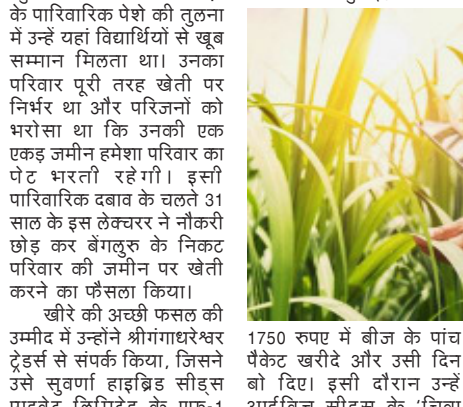 के पारिवारिक पेशे की तुलना
में उन्हें यहां विद्यार्थियों से खूब
सम्मान मिलता था। उनका
परिवार पूरी तरह खेती पर
निर्भर था और परिजनों को
भरोसा था कि उनकी एक
एकड़ जमीन हमेशा परिवार का
पेट भरती रहेगी। इसी
पारिवारिक दबाव के चलते 31
साल के इस लेक्चरर ने नौकरी
छोड़ कर बेंगलुरु के निकट
परिवार की जमीन पर खेती
करने का फैसला किया।
खीरे की अच्छी फसल की
उम्मीद में उन्होंने श्रीगंगाधरेश्वर
ट्रेडर्स से संपर्क किया, जिसने
उसे सुवर्णा हाइब्रिड सीड्स
1750 रुपए में बीज के पांच
पैकेट खरीदे और उसी दिन
बो दिए। इसी दौरान उन्हें